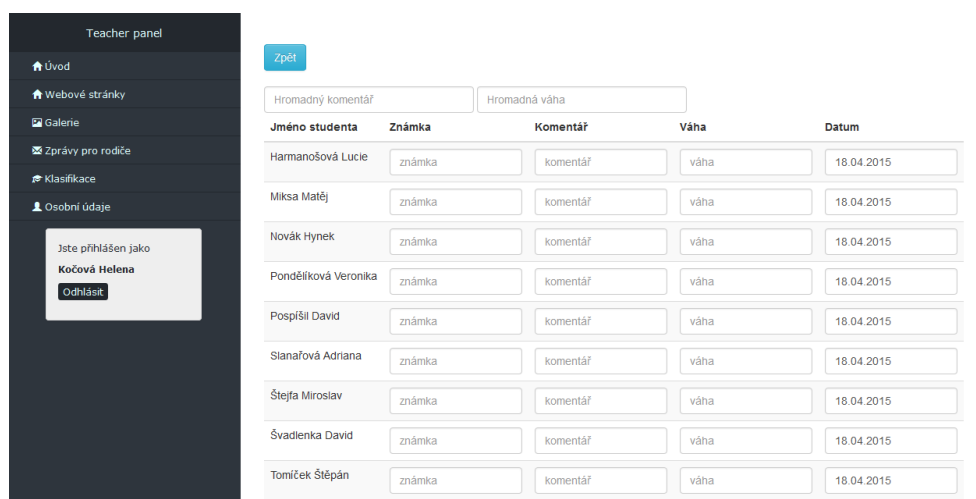 Teacher panel
Úvod
Webové stránky
Galerie
Zprávy pro rodiče
Klasifikace
Osobní údaje
Jste přihlášen jako
Kočová Helena
Odhlásit
Zpět
Hromadný komentář Hromadná váha
Jméno studenta Známka Komentář Váha Datum
Harmanošová Lucie známka komentář váha 18.04.2015
Miksa Matěj známka komentář váha 18.04.2015
Novák Hynek známka komentář váha 18.04.2015
Pondělíková Veronika známka komentář váha 18.04.2015
Pospíšil David známka komentář váha 18.04.2015
Slanařová Adriana známka komentář váha 18.04.2015
Štejfa Miroslav známka komentář váha 18.04.2015
Švadlenka David známka komentář váha 18.04.2015
Tomíček Štěpán známka komentář váha 18.04.2015